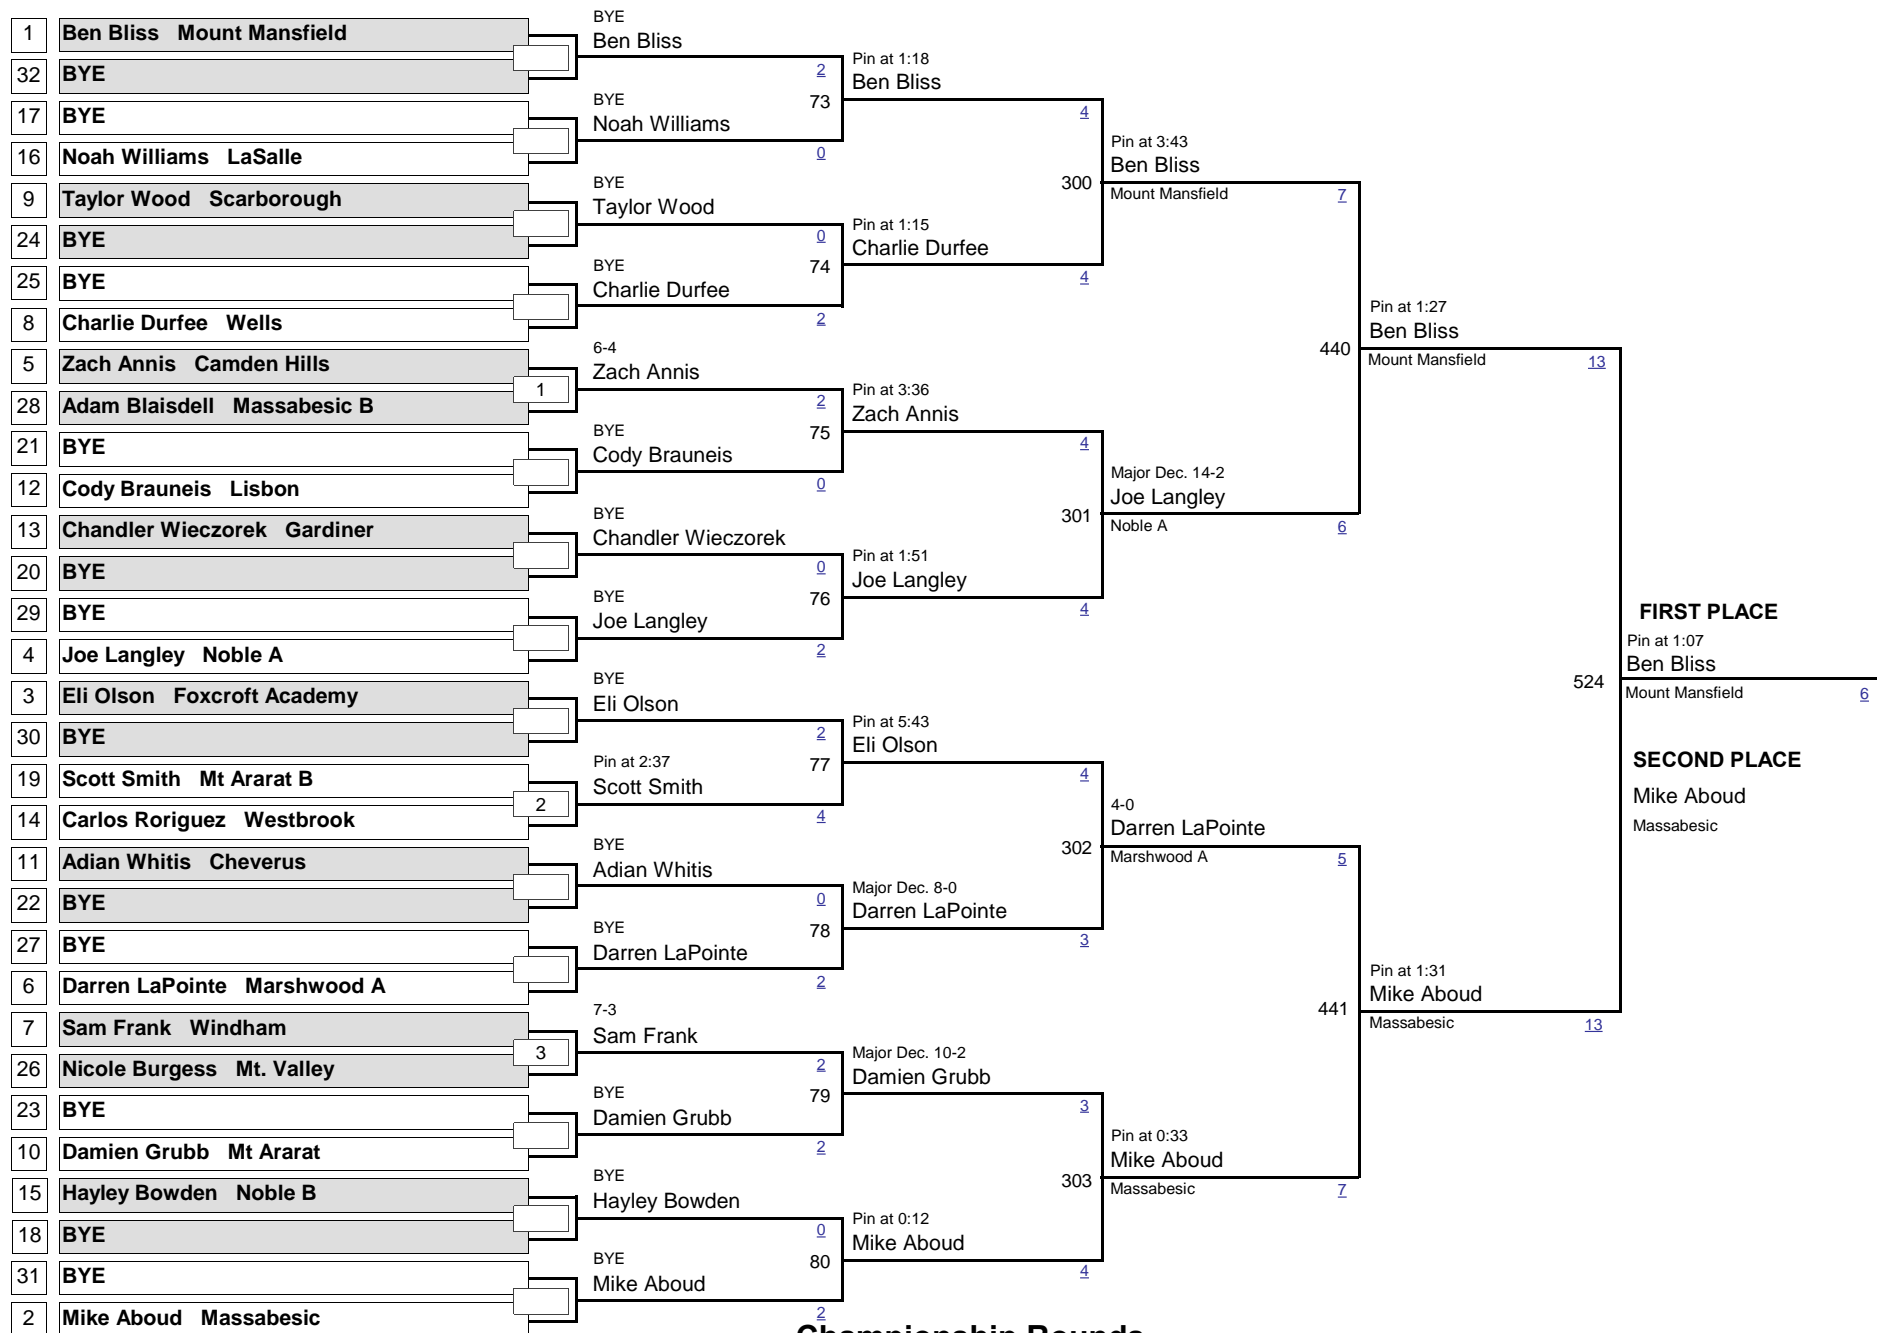 1 Ben Bliss Mount Mansfield
32 BYE
17 BYE
16 Noah Williams LaSalle
9 Taylor Wood Scarborough
24 BYE
25 BYE
8 Charlie Durfee Wells
5 Zach Annis Camden Hills
1
28 Adam Blaisdell Massabesic B
21 BYE
12 Cody Brauneis Lisbon
13 Chandler Wieczorek Gardiner
20 BYE
29 BYE
4 Joe Langley Noble A
3 Eli Olson Foxcroft Academy
30 BYE
19 Scott Smith Mt Ararat B
2
14 Carlos Roriguez Westbrook
11 Adian Whitis Cheverus
22 BYE
27 BYE
6 Darren LaPointe Marshwood A
7 Sam Frank Windham
3
26 Nicole Burgess Mt. Valley
23 BYE
10 Damien Grubb Mt Ararat
15 Hayley Bowden Noble B
18 BYE
31 BYE
2 Mike Aboud Massabesic
BYE
Ben Bliss
2
73
BYE
Noah Williams
0
BYE
Taylor Wood
0
74
BYE
Charlie Durfee
2
6-4
Zach Annis
2
75
BYE
Cody Brauneis
0
BYE
Chandler Wieczorek
0
76
BYE
Joe Langley
2
BYE
Eli Olson
2
77
Pin at 2:37
Scott Smith
4
BYE
Adian Whitis
0
78
BYE
Darren LaPointe
2
7-3
Sam Frank
2
79
BYE
Damien Grubb
2
BYE
Hayley Bowden
0
80
BYE
Mike Aboud
2
Pin at 1:18
Ben Bliss
4
300
Pin at 1:15
Charlie Durfee
4
Pin at 3:36
Zach Annis
4
301
Pin at 1:51
Joe Langley
4
Pin at 5:43
Eli Olson
4
302
Major Dec. 8-0
Darren LaPointe
3
Major Dec. 10-2
Damien Grubb
3
303
Pin at 0:12
Mike Aboud
4
Pin at 3:43
Ben Bliss
Mount Mansfield 7
440
Major Dec. 14-2
Joe Langley
Noble A 6
4-0
Darren LaPointe
Marshwood A 5
441
Pin at 0:33
Mike Aboud
Massabesic 7
Pin at 1:27
Ben Bliss
Mount Mansfield 13
524
Pin at 1:31
Mike Aboud
Massabesic 13
FIRST PLACE
Pin at 1:07
Ben Bliss
Mount Mansfield 6
SECOND PLACE
Mike Aboud
Massabesic
Championship Rounds